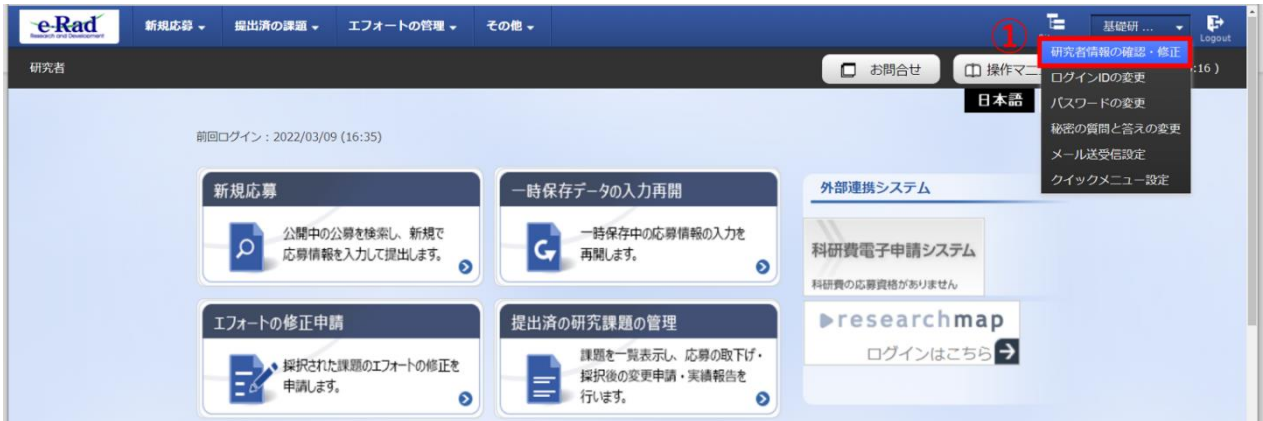 e-Rad
Research and Development
新規応募
提出済の課題
エフォートの管理
その他
①
基礎研 ...
Logout
研究者
お問合せ
操作マニ
:16 )
研究者情報の確認・修正
ログインIDの変更
パスワードの変更
秘密の質問と答えの変更
メール送受信設定
クイックメニュー設定
日本語
前回ログイン：2022/03/09 (16:35)
新規応募
公開中の公募を検索し、新規で
応募情報を入力して提出します。
一時保存データの入力再開
一時保存中の応募情報の入力を
再開します。
エフォートの修正申請
採択された課題のエフォートの修正を
申請します。
提出済の研究課題の管理
課題を一覧表示し、応募の取下げ・
採択後の変更申請・実績報告を
行います。
外部連携システム
科研費電子申請システム
科研費の応募資格がありません
researchmap
ログインはこちら